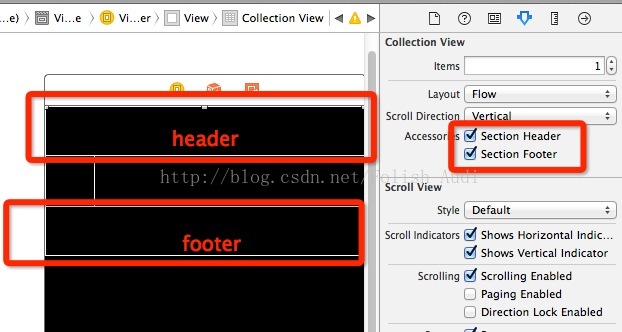 ...e)
Vi...e
Vi...er
View
Collection View
header
http://blog.csdn.net/Polish_Audi
footer
Collection View
Items 1
Layout Flow
Scroll Direction Vertical
Accessories Section Header
Section Footer
Scroll View
Style Default
Scroll Indicators Shows Horizontal Indic...
Shows Vertical Indicator
Scrolling Scrolling Enabled
Paging Enabled
Direction Lock Enabled